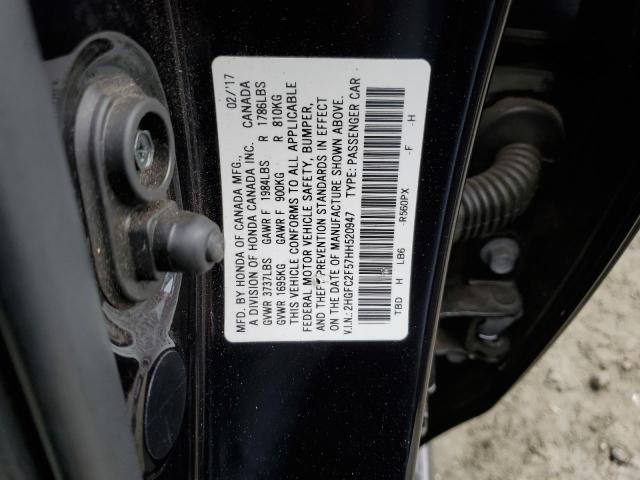 MFD. BY HONDA OF CANADA MFG., 02/'17
A DIVISION OF HONDA CANADA INC. CANADA
GVWR 3737LBS GAWR F 1984LBS R 1786LBS
GVWR 1695KG GAWR F 900KG R 810KG
THIS VEHICLE CONFORMS TO ALL APPLICABLE
FEDERAL MOTOR VEHICLE SAFETY, BUMPER,
AND THEFT PREVENTION STANDARDS IN EFFECT
ON THE DATE OF MANUFACTURE SHOWN ABOVE.
V.I.N.:2HGFC2F57HH520947 TYPE: PASSENGER CAR
TBD H LB6 -R560PX -F -H